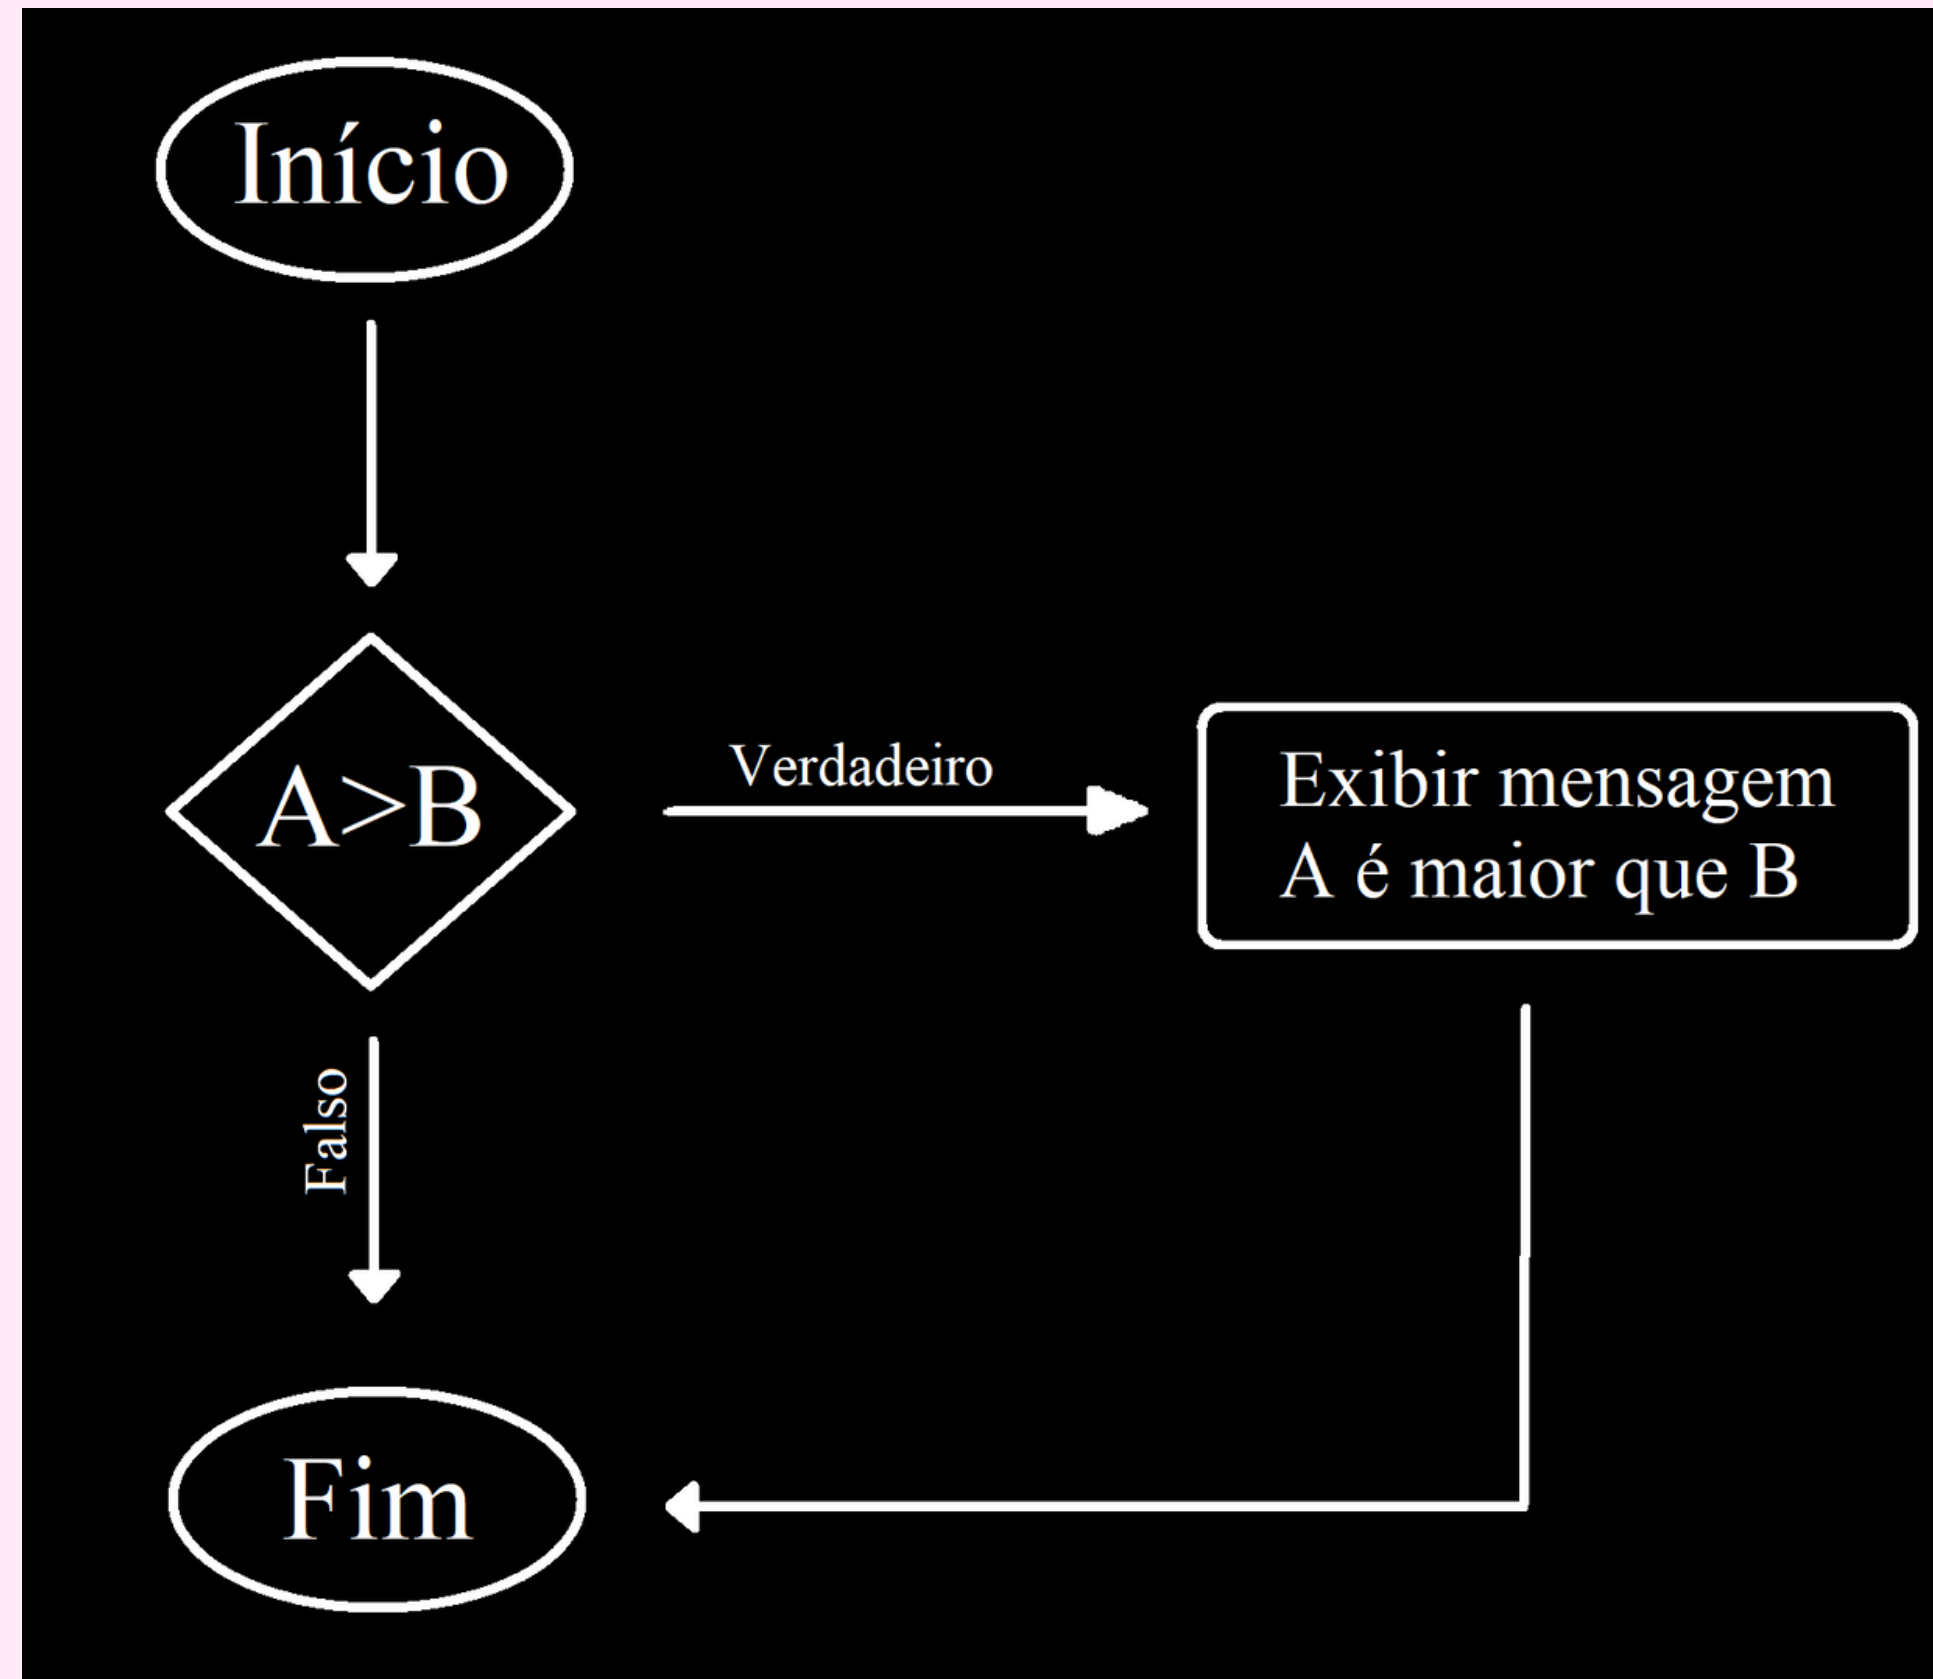 Início
A>B
Verdadeiro
Exibir mensagem
A é maior que B
Falso
Fim